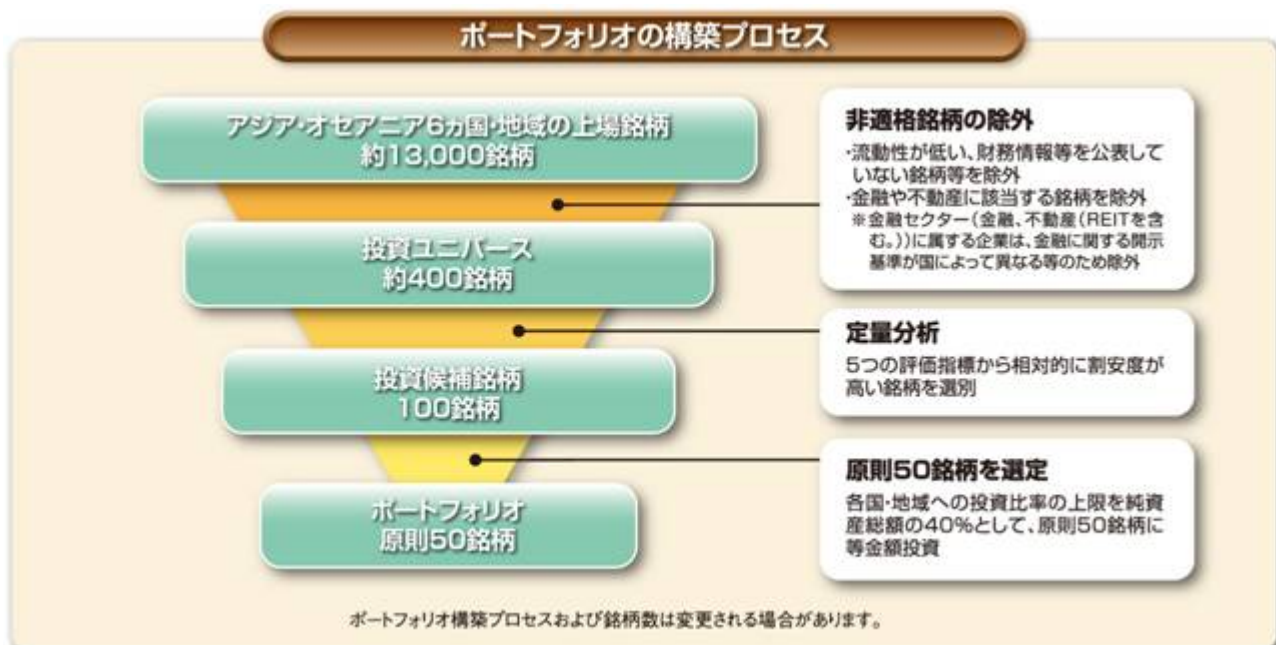 ポートフォリオの構築プロセス
アジア・オセアニア6ヵ国・地域の上場銘柄
約13,000銘柄
非適格銘柄の除外
・流動性が低い、財務情報等を公表して
いない銘柄等を除外
・金融や不動産に該当する銘柄を除外
※金融セクター(金融、不動産(REITを含
む。))に属する企業は、金融に関する開示
基準が国によって異なる等のため除外
投資ユニバース
約400銘柄
定量分析
5つの評価指標から相対的に割安度が
高い銘柄を選別
投資候補銘柄
100銘柄
原則50銘柄を選定
各国・地域への投資比率の上限を純資
産総額の40%として、原則50銘柄に
等金額投資
ポートフォリオ
原則50銘柄
ポートフォリオ構築プロセスおよび銘柄数は変更される場合があります。